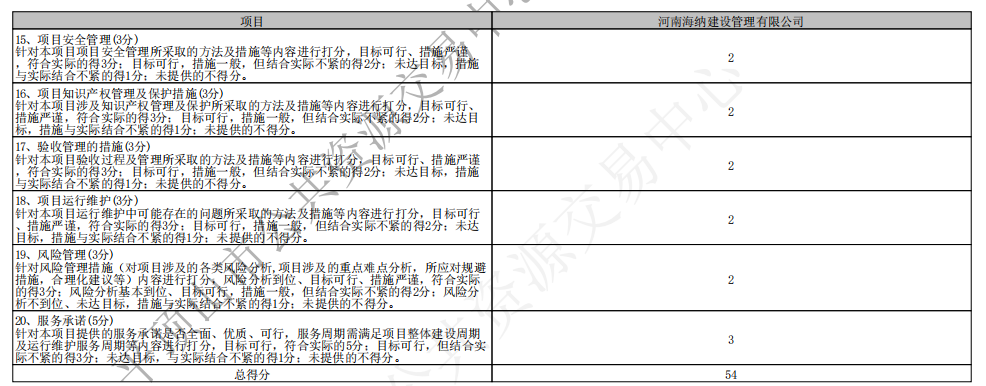 项目 河南海纳建设管理有限公司
15、项目安全管理(3分)
针对本项目项目安全管理所采取的方法及措施等内容进行打分，目标可行、措施严谨
，符合实际的得3分；目标可行，措施一般，但结合实际不紧的得2分；未达目标，措施
与实际结合不紧的得1分；未提供的不得分。
2
16、项目知识产权管理及保护措施(3分)
针对本项目涉及知识产权管理及保护所采取的方法及措施等内容进行打分，目标可行、
措施严谨，符合实际的得3分；目标可行，措施一般，但结合实际不紧的得2分；未达目
标，措施与实际结合不紧的得1分；未提供的不得分。
2
17、验收管理的措施(3分)
针对本项目验收过程及管理所采取的方法及措施等内容进行打分，目标可行、措施严谨
，符合实际的得3分；目标可行，措施一般，但结合实际不紧的得2分；未达目标，措施
与实际结合不紧的得1分；未提供的不得分。
2
18、项目运行维护(3分)
针对本项目运行维护中可能存在的问题所采取的方法及措施等内容进行打分，目标可行
、措施严谨，符合实际的得3分；目标可行，措施一般，但结合实际不紧的得2分；未达
目标，措施与实际结合不紧的得1分；未提供的不得分。
2
19、风险管理(3分)
针对风险管理措施（对项目涉及的各类风险分析,项目涉及的重点难点分析，所应对规避
措施，合理化建议等）内容进行打分、风险分析到位、目标可行、措施严谨，符合实际
的得3分；风险分析基本到位、目标可行，措施一般，但结合实际不紧的得2分；风险分
析不到位、未达目标，措施与实际结合不紧的得1分；未提供的不得分。
2
20、服务承诺(5分)
针对本项目提供的服务承诺是否全面、优质、可行，服务周期需满足项目整体建设周期
及运行维护服务周期等内容进行打分，目标可行，符合实际的5分；目标可行，但结合实
际不紧的得3分；未达目标，与实际结合不紧的得1分；未提供的不得分。
3
总得分 54
平顶山市公共资源交易中心
公共资源交易中心